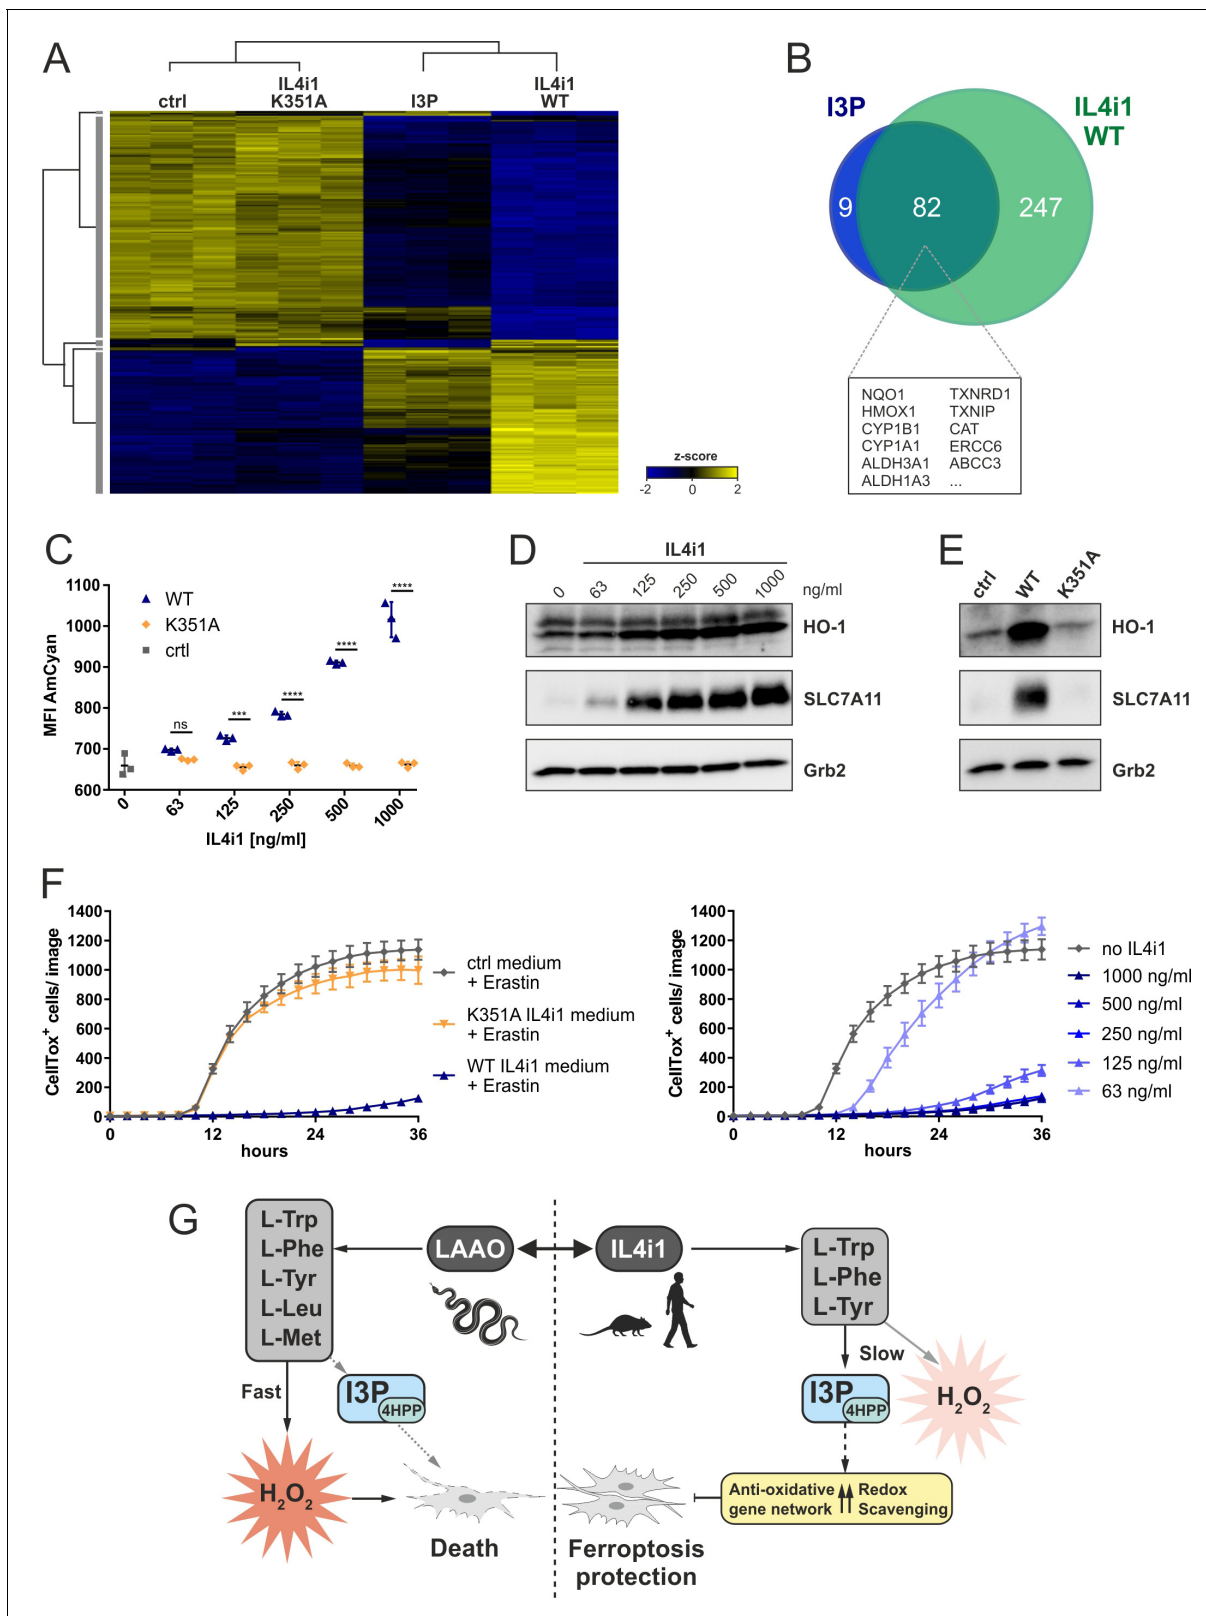 A
ctrl
IL4i1
K351A
I3P
IL4i1
WT
z-score
-2 0 2
B
I3P
IL4i1
WT
9 82 247
NQO1 TXNRD1
HMOX1 TXNIP
CYP1B1 CAT
CYP1A1 ERCC6
ALDH3A1 ABCC3
ALDH1A3 ...
C
MFI AmCyan
1100
1000
900
800
700
600
WT
K351A
crtl
ns
***
****
****
****
0 63 125 250 500 1000
IL4i1 [ng/ml]
D
IL4i1
0 63 125 250 500 1000 ng/ml
HO-1
SLC7A11
Grb2
E
ctrl WT K351A
HO-1
SLC7A11
Grb2
F
CellTox+ cells/ image
1400
1200
1000
800
600
400
200
0
0 12 24 36
hours
ctrl medium
+ Erastin
K351A IL4i1 medium
+ Erastin
WT IL4i1 medium
+ Erastin
CellTox+ cells/ image
1400
1200
1000
800
600
400
200
0
0 12 24 36
hours
no IL4i1
1000 ng/ml
500 ng/ml
250 ng/ml
125 ng/ml
63 ng/ml
G
L-Trp
L-Phe
L-Tyr
L-Leu
L-Met
LAAO
IL4i1
L-Trp
L-Phe
L-Tyr
Fast
I3P
4HPP
H2O2
Death
Slow
I3P
4HPP
H2O2
Anti-oxidative Redox
gene network Scavenging
Ferroptosis
protection